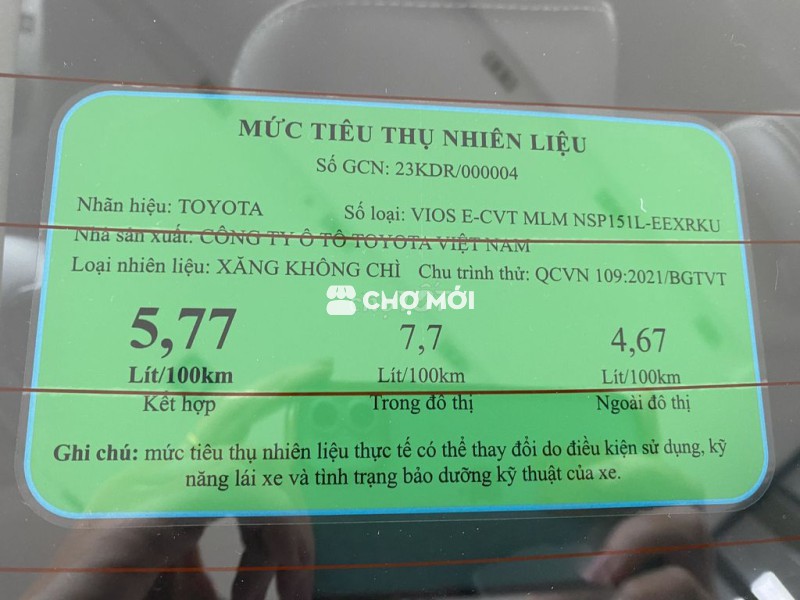 MỨC TIÊU THỤ NHIÊN LIỆU
Số GCN: 23KDR/000004
Nhãn hiệu: TOYOTA Số loại: VIOS E-CVT MLM NSP151L-EEXRKU
Nhà sản xuất: CÔNG TY Ô TÔ TOYOTA VIỆT NAM
Loại nhiên liệu: XĂNG KHÔNG CHÌ Chu trình thử: QCVN 109:2021/BGTVT
CHỢ MỚI
5,77 7,7 4,67
Lít/100km Lít/100km Lít/100km
Kết hợp Trong đô thị Ngoài đô thị
Ghi chú: mức tiêu thụ nhiên liệu thực tế có thể thay đổi do điều kiện sử dụng, kỹ
năng lái xe và tình trạng bảo dưỡng kỹ thuật của xe.